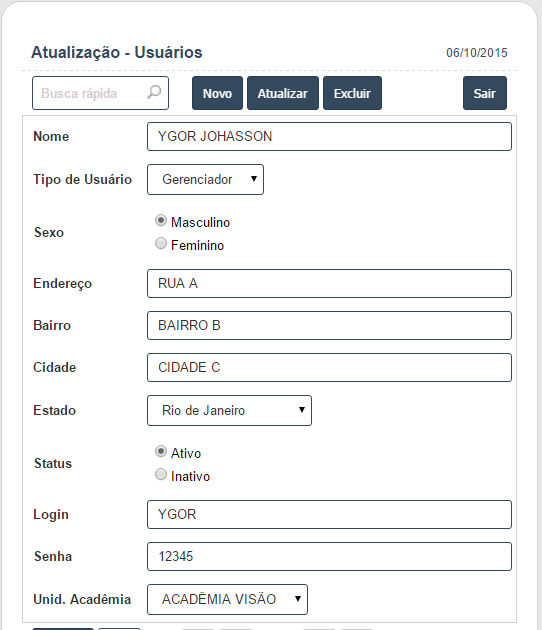 Atualização - Usuários 06/10/2015
Busca rápida Novo Atualizar Excluir Sair
Nome YGOR JOHASSON
Tipo de Usuário Gerenciador
Sexo Masculino
Feminino
Endereço RUA A
Bairro BAIRRO B
Cidade CIDADE C
Estado Rio de Janeiro
Status Ativo
Inativo
Login YGOR
Senha 12345
Unid. Acadêmia ACADÊMIA VISÃO